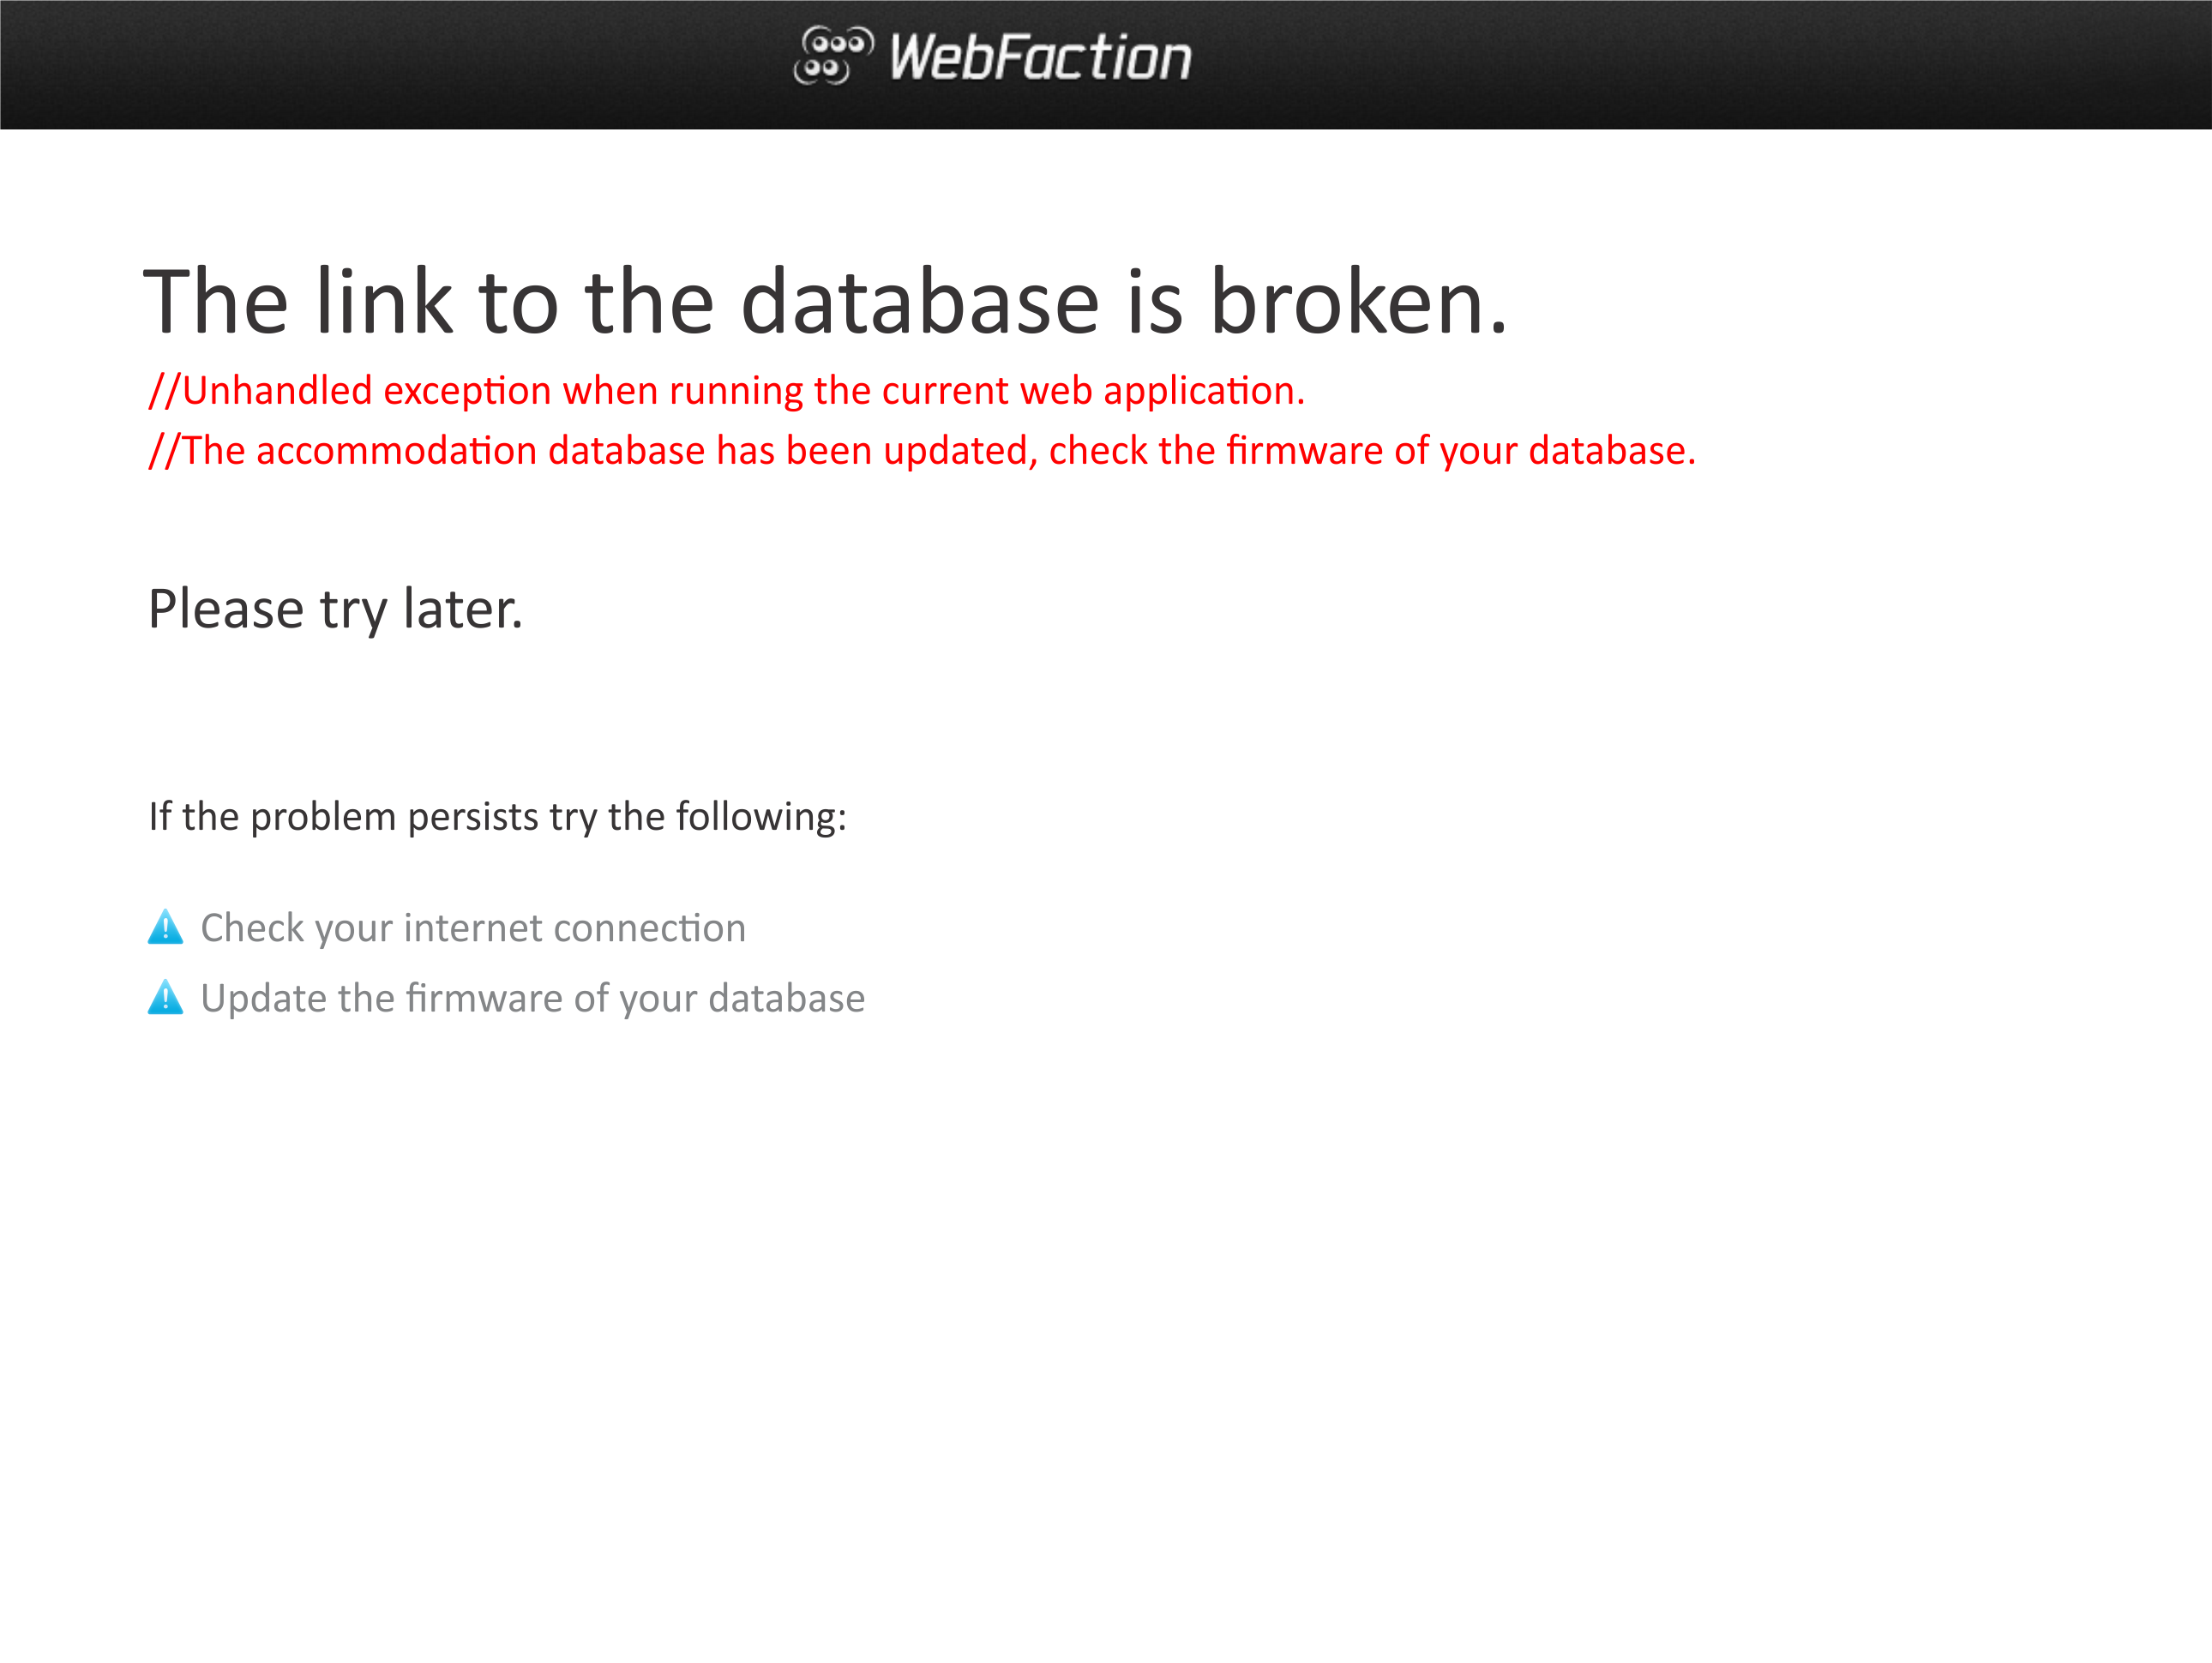 WebFaction
The link to the database is broken.
//Unhandled exception when running the current web application.
//The accommodation database has been updated, check the firmware of your database.
Please try later.
If the problem persists try the following:
Check your internet connection
Update the firmware of your database